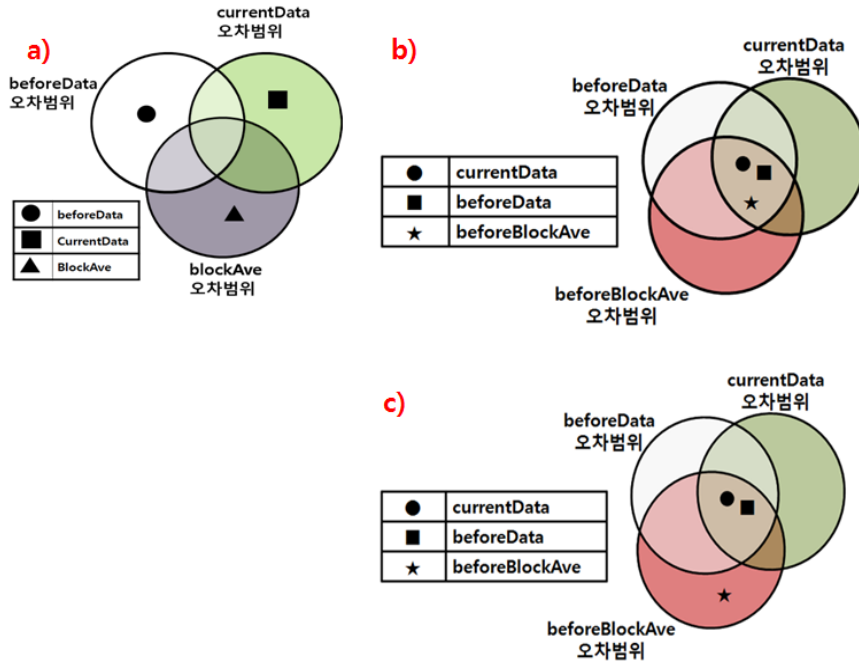 a)
currentData
오차범위
beforeData
오차범위
beforeData
CurrentData
BlockAve
blockAve
오차범위
b)
currentData
오차범위
beforeData
오차범위
currentData
beforeData
beforeBlockAve
beforeBlockAve
오차범위
c)
currentData
오차범위
beforeData
오차범위
currentData
beforeData
beforeBlockAve
beforeBlockAve
오차범위